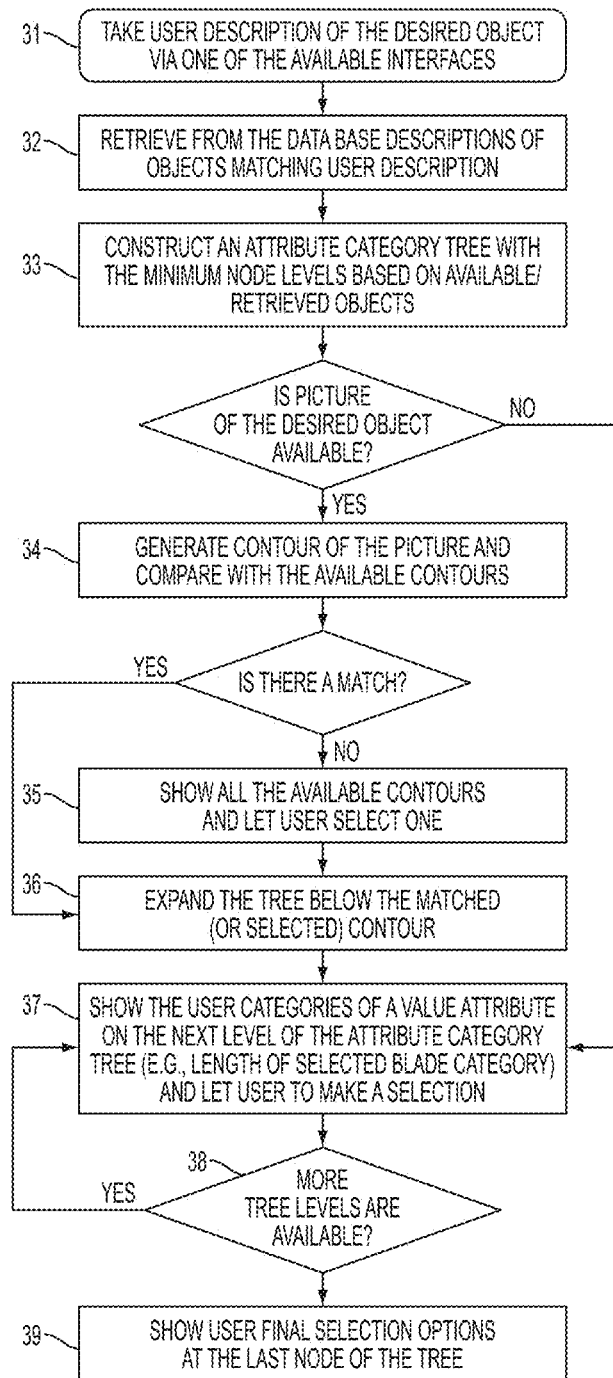 31
TAKE USER DESCRIPTION OF THE DESIRED OBJECT
VIA ONE OF THE AVAILABLE INTERFACES
32
RETRIEVE FROM THE DATA BASE DESCRIPTIONS OF
OBJECTS MATCHING USER DESCRIPTION
33
CONSTRUCT AN ATTRIBUTE CATEGORY TREE WITH
THE MINIMUM NODE LEVELS BASED ON AVAILABLE/
RETRIEVED OBJECTS
IS PICTURE
OF THE DESIRED OBJECT
AVAILABLE?
NO
YES
34
GENERATE CONTOUR OF THE PICTURE AND
COMPARE WITH THE AVAILABLE CONTOURS
YES
IS THERE A MATCH?
NO
35
SHOW ALL THE AVAILABLE CONTOURS
AND LET USER SELECT ONE
36
EXPAND THE TREE BELOW THE MATCHED
(OR SELECTED) CONTOUR
37
SHOW THE USER CATEGORIES OF A VALUE ATTRIBUTE
ON THE NEXT LEVEL OF THE ATTRIBUTE CATEGORY
TREE (E.G., LENGTH OF SELECTED BLADE CATEGORY)
AND LET USER TO MAKE A SELECTION
38
YES
MORE
TREE LEVELS ARE
AVAILABLE?
39
SHOW USER FINAL SELECTION OPTIONS
AT THE LAST NODE OF THE TREE